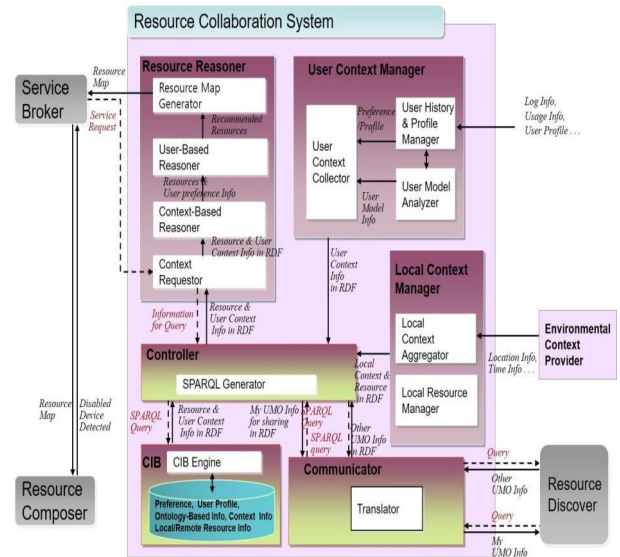 Resource Collaboration System
Resource Reasoner
Resource Map
Generator
Recommended
Resources
User-Based
Reasoner
Resources &
User preference Info
Context-Based
Reasoner
Resource & User
Context Info in RDF
Context
Requestor
Service
Broker
Resource
Map
Service
Request
User Context Manager
User
Context
Collector
Preference
/Profile
User History
& Profile
Manager
User
Model
Info
User Model
Analyzer
Log Info,
Usage Info,
User Profile . . .
Information
for Query
Resource &
User Context
Info in RDF
User
Context
Info
in RDF
Local Context
Manager
Local
Context
Aggregator
Local Resource
Manager
Location Info,
Time Info . . .
Environmental
Context
Provider
Controller
SPARQL Generator
Local
Context &
Resource
in RDF
Resource
Map
Disabled
Device
Detected
SPARQL
Query
Resource &
User Context
Info in RDF
My UMO Info
for sharing
in RDF
SPARQL
Query
SPARQL
query
Other
UMO Info
in RDF
CIB
CIB Engine
Preference, User Profile,
Ontology-Based Info, Context Info
Local/Remote Resource Info
Communicator
Translator
Query
Other
UMO Info
Query
My
UMO Info
Resource
Discover
Resource
Composer